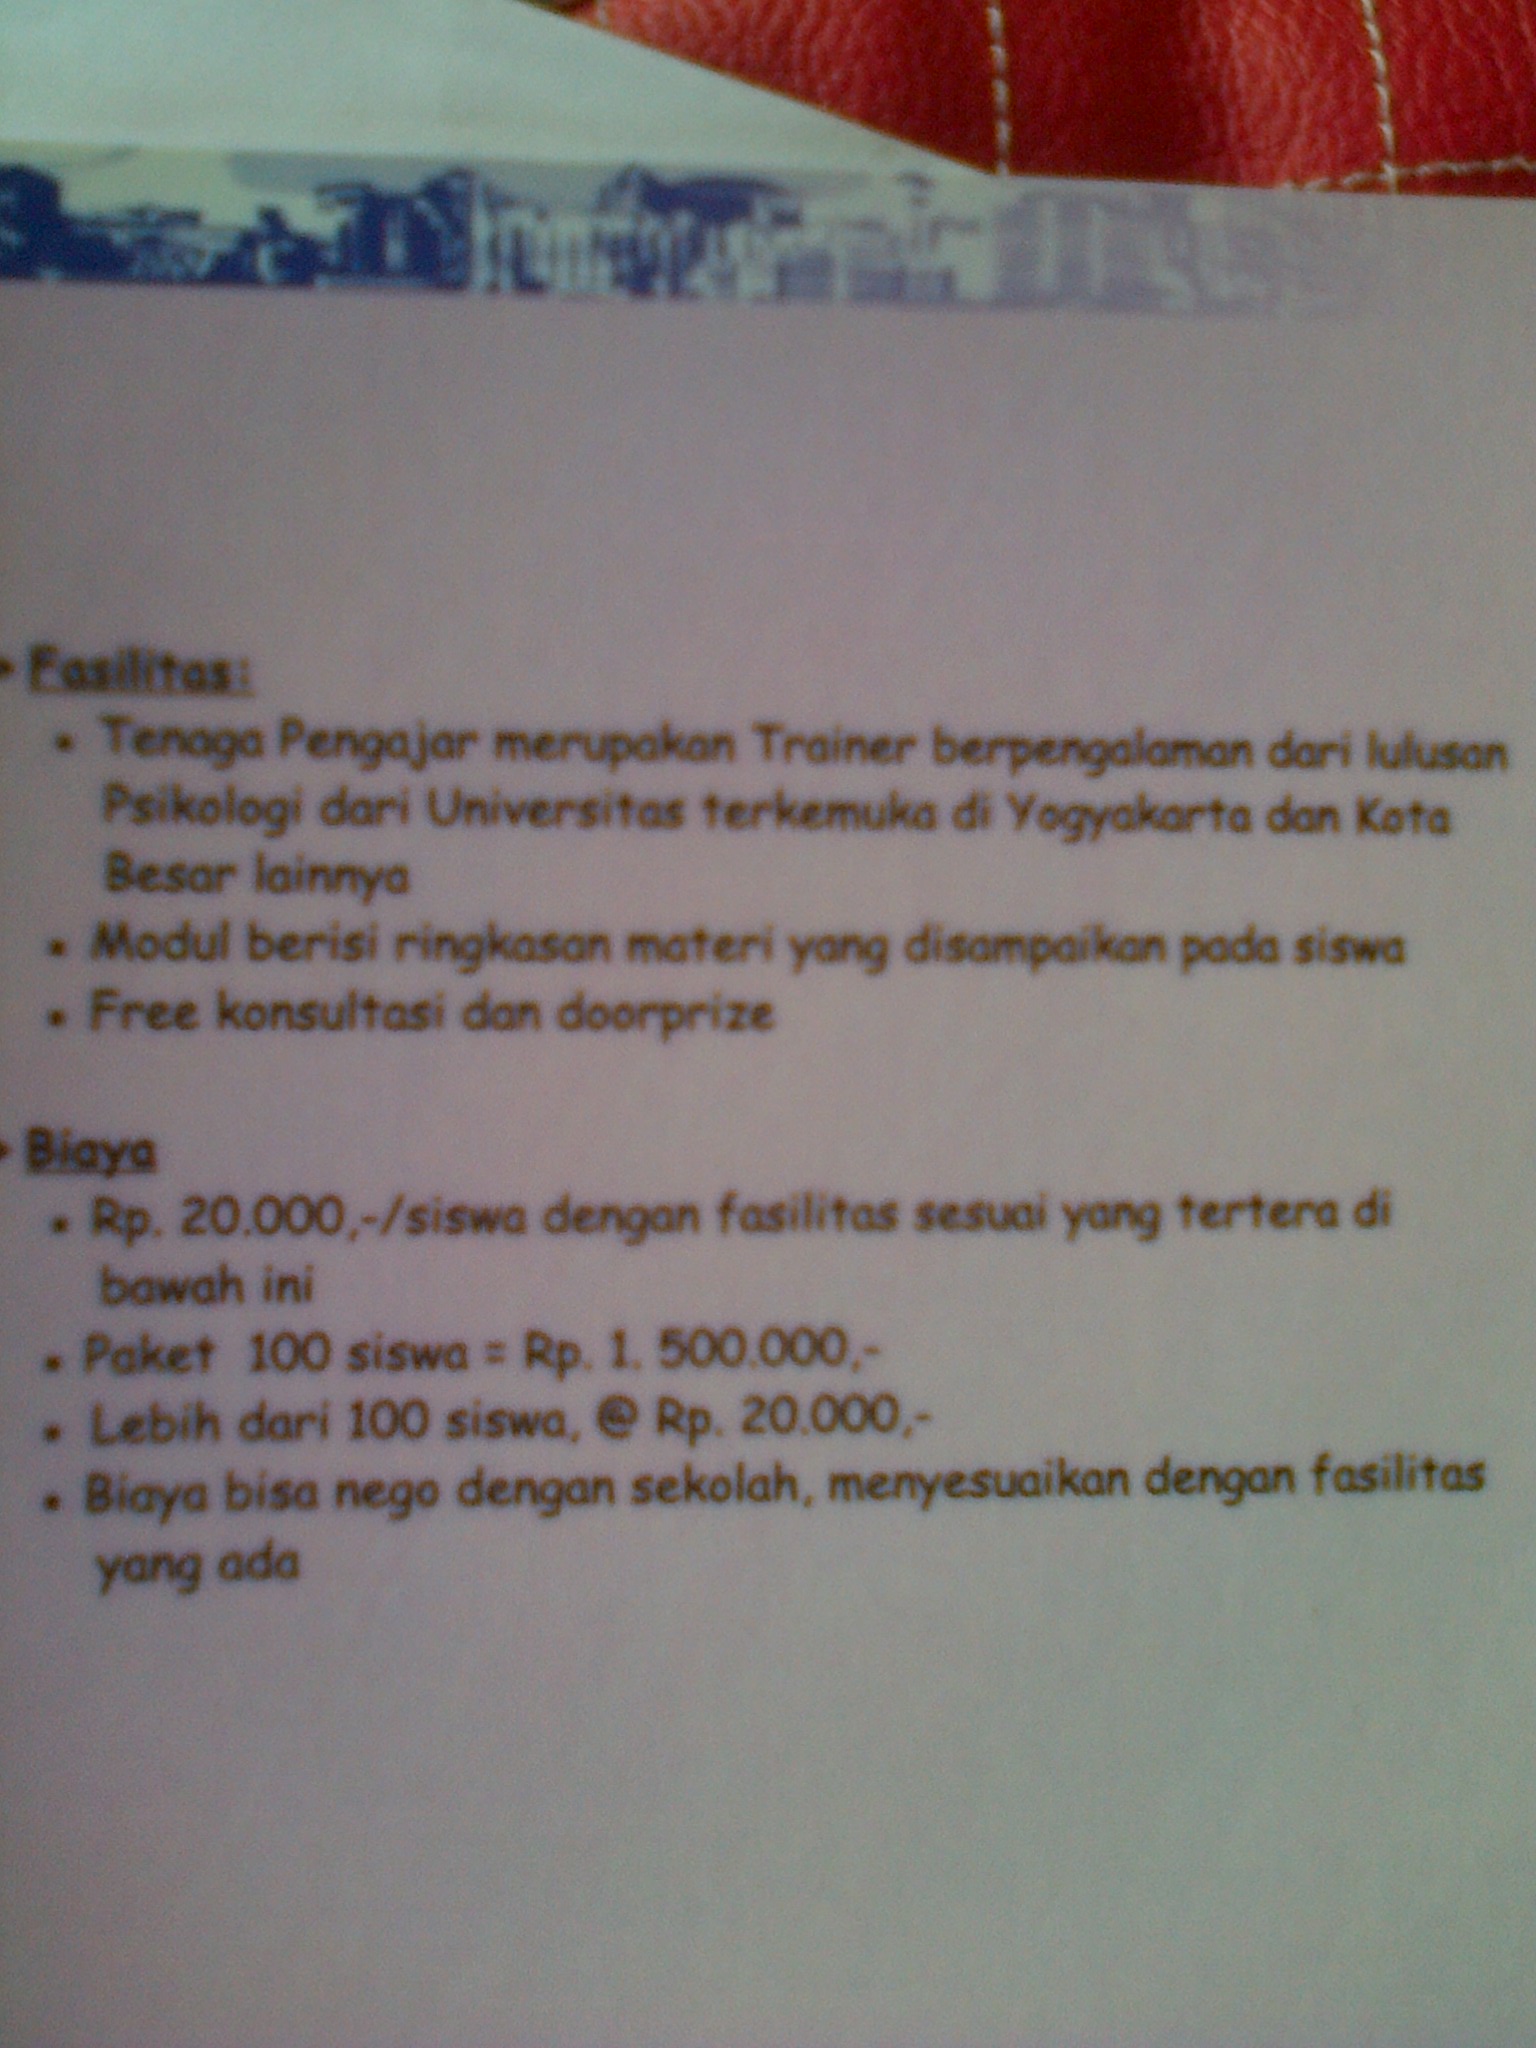 Fasilitas:
Tenaga Pengajar merupakan Trainer berpengalaman dari lulusan
Psikologi dari Universitas terkemuka di Yogyakarta dan Kota
Besar lainnya
Modul berisi ringkasan materi yang disampaikan pada siswa
Free konsultasi dan doorprize
Biaya
Rp. 20.000,-/siswa dengan fasilitas sesuai yang tertera di
bawah ini
Paket 100 siswa = Rp. 1. 500.000,-
Lebih dari 100 siswa, @ Rp. 20.000,-
Biaya bisa nego dengan sekolah, menyesuaikan dengan fasilitas
yang ada